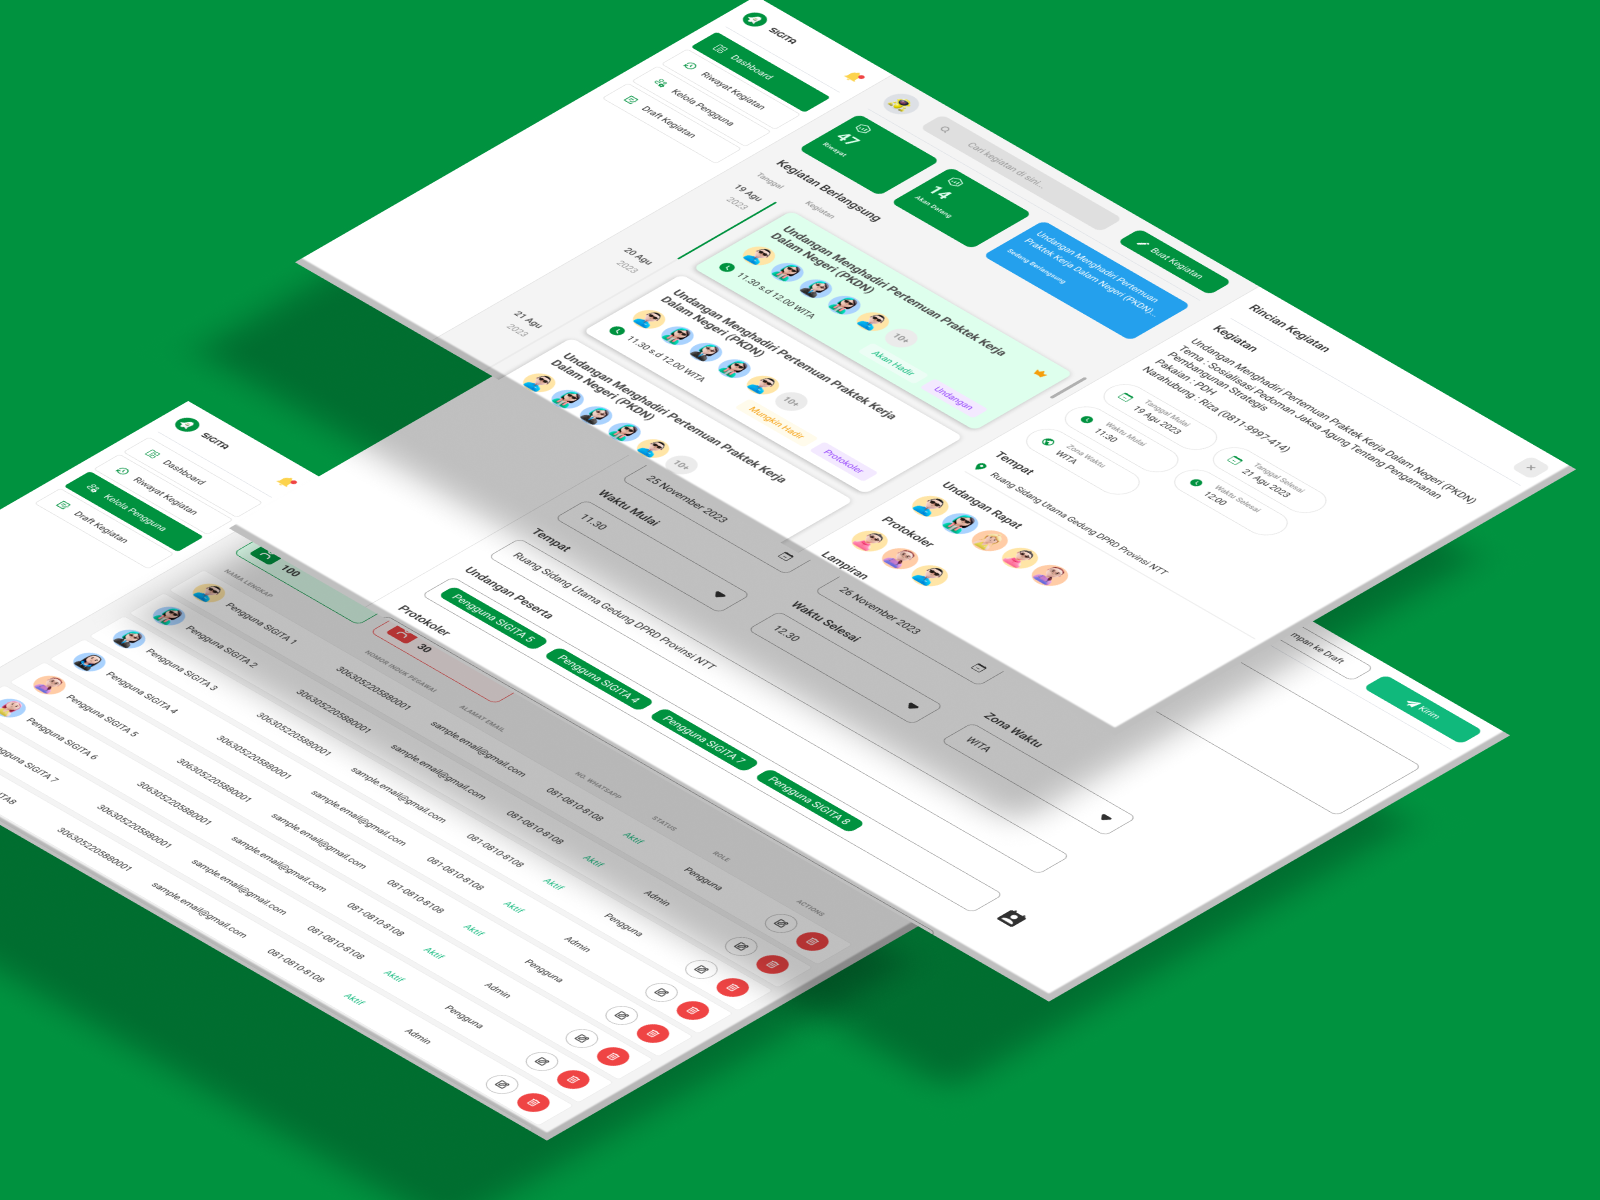 SIGITA
Dashboard
Riwayat Kegiatan
Kelola Pengguna
Draft Kegiatan
Cari kegiatan di sini...
Buat Kegiatan
47
Riwayat
14
Akan Datang
Undangan Menghadiri Pertemuan
Praktek Kerja Dalam Negeri (PKDN)...
Sedang Berlangsung
Kegiatan Berlangsung
Tanggal
Kegiatan
19 Agu
2023
Undangan Menghadiri Pertemuan Praktek Kerja
Dalam Negeri (PKDN)
10+
11.30 s.d 12.00 WITA
Akan Hadir
Undangan
20 Agu
2023
Undangan Menghadiri Pertemuan Praktek Kerja
Dalam Negeri (PKDN)
10+
11.30 s.d 12.00 WITA
Mungkin Hadir
Protokoler
21 Agu
2023
Undangan Menghadiri Pertemuan Praktek Kerja
Dalam Negeri (PKDN)
10+
Rincian Kegiatan
Kegiatan
Undangan Menghadiri Pertemuan Praktek Kerja Dalam Negeri (PKDN)
Tema : Sosialisasi Pedoman Jaksa Agung Tentang Pengamanan
Pembangunan Strategis
Pakaian : PDH
Narahubung : Riza (0811-9997-414)
Tanggal Mulai
19 Agu 2023
Tanggal Selesai
21 Agu 2023
Waktu Mulai
11:30
Waktu Selesai
12:00
Zona Waktu
WITA
Tempat
Ruang Sidang Utama Gedung DPRD Provinsi NTT
Undangan Rapat
Protokoler
Lampiran
25 November 2023
26 November 2023
Waktu Mulai
11.30
Waktu Selesai
12.30
Zona Waktu
WITA
Tempat
Ruang Sidang Utama Gedung DPRD Provinsi NTT
Undangan Peserta
Pengguna SIGITA 5
Pengguna SIGITA 4
Pengguna SIGITA 7
Pengguna SIGITA 8
Protokoler
mpan ke Draft
Kirim
SIGITA
Dashboard
Riwayat Kegiatan
Kelola Pengguna
Draft Kegiatan
100
30
NAMA LENGKAP
NOMOR INDUK PEGAWAI
ALAMAT EMAIL
NO. WHATSAPP
STATUS
ROLE
ACTIONS
Pengguna SIGITA 1
3063052205880001
sample.email@gmail.com
081-0810-8108
Aktif
Pengguna
Pengguna SIGITA 2
3063052205880001
sample.email@gmail.com
081-0810-8108
Aktif
Admin
Pengguna SIGITA 3
3063052205880001
sample.email@gmail.com
081-0810-8108
Aktif
Pengguna
Pengguna SIGITA 4
3063052205880001
sample.email@gmail.com
081-0810-8108
Aktif
Admin
Pengguna SIGITA 5
3063052205880001
sample.email@gmail.com
081-0810-8108
Aktif
Pengguna
Pengguna SIGITA 6
3063052205880001
sample.email@gmail.com
081-0810-8108
Aktif
Admin
gguna SIGITA 7
3063052205880001
sample.email@gmail.com
081-0810-8108
Aktif
Pengguna
ITA8
3063052205880001
sample.email@gmail.com
081-0810-8108
Aktif
Admin